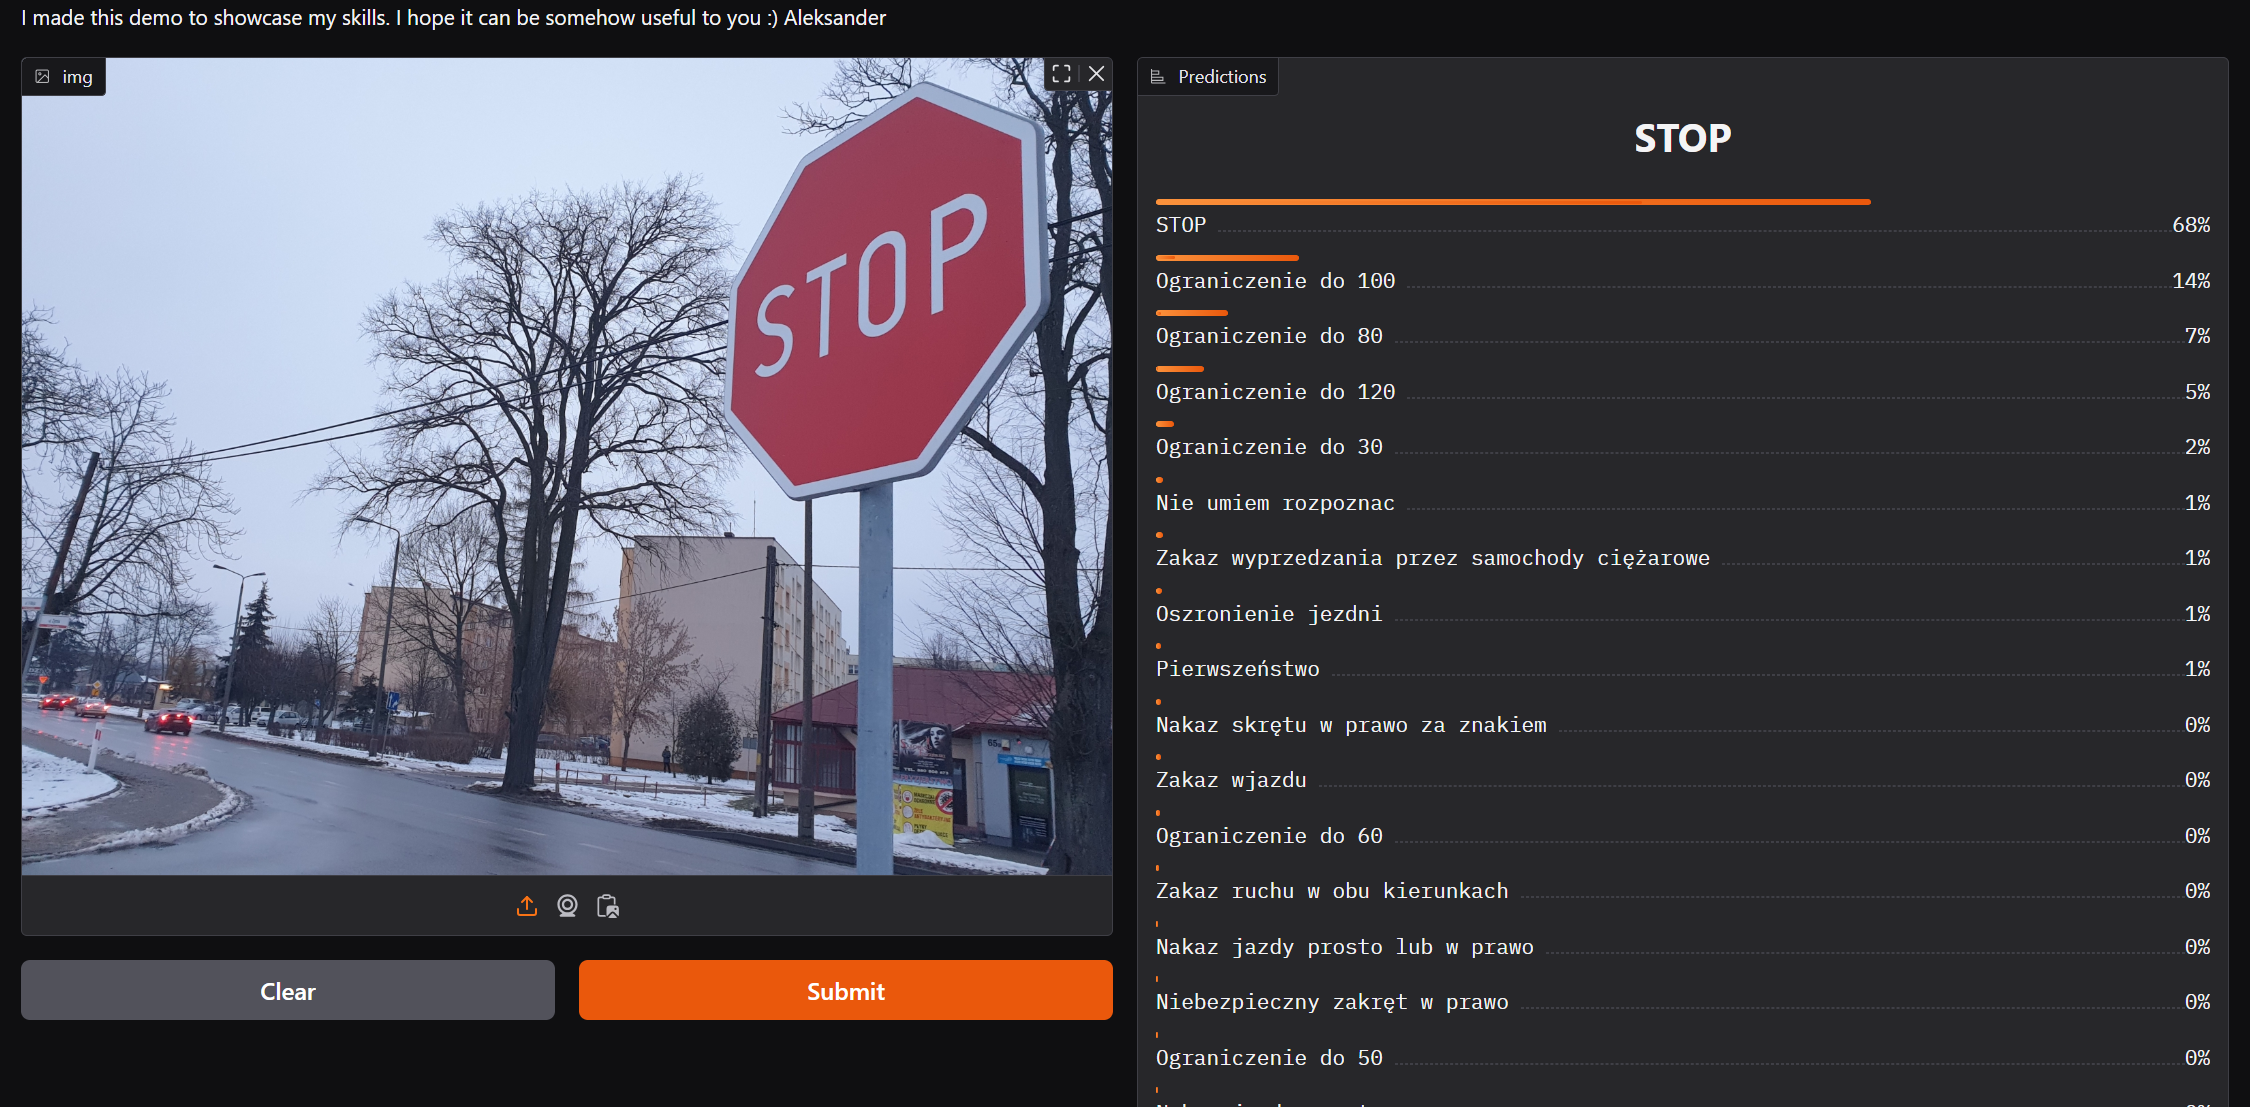 I made this demo to showcase my skills. I hope it can be somehow useful to you :) Aleksander
img
STOP
65
Clear
Submit
Predictions
STOP
STOP 68%
Ograniczenie do 100 14%
Ograniczenie do 80 7%
Ograniczenie do 120 5%
Ograniczenie do 30 2%
Nie umiem rozpoznac 1%
Zakaz wyprzedzania przez samochody ciężarowe 1%
Oszronienie jezdni 1%
Pierwszeństwo 1%
Nakaz skrętu w prawo za znakiem 0%
Zakaz wjazdu 0%
Ograniczenie do 60 0%
Zakaz ruchu w obu kierunkach 0%
Nakaz jazdy prosto lub w prawo 0%
Niebezpieczny zakręt w prawo 0%
Ograniczenie do 50 0%